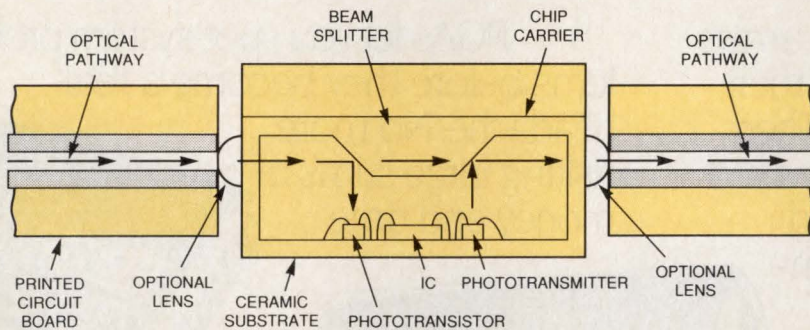 OPTICAL
PATHWAY
BEAM
SPLITTER
CHIP
CARRIER
OPTICAL
PATHWAY
PRINTED
CIRCUIT
BOARD
OPTIONAL
LENS
CERAMIC
SUBSTRATE
PHOTOTRANSISTOR
IC
PHOTOTRANSMITTER
OPTIONAL
LENS